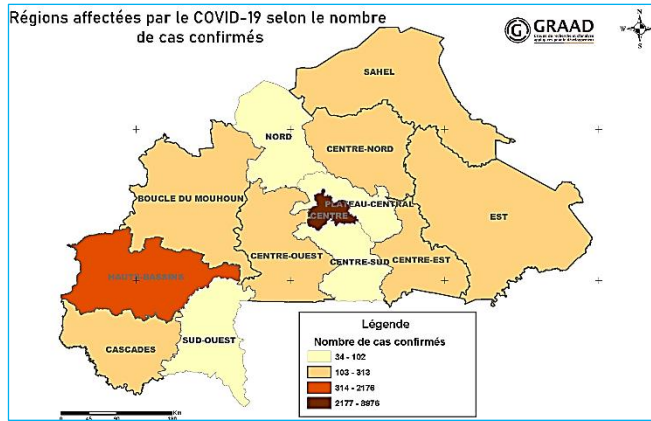 Régions affectées par le COVID-19 selon le nombre
de cas confirmés
GRAAD
N
W
E
S
SAHEL
NORD
CENTRE-NORD
BOUCLE DU MOUHOUN
PLATEAU-CENTRAL
CENTRE
EST
CENTRE-OUEST
CENTRE-SUD
CENTRE-EST
HAUTS-BASSINS
SUD-OUEST
CASCADES
Légende
Nombre de cas confirmés
34 - 102
103 - 313
314 - 2176
2177 - 8976
Km